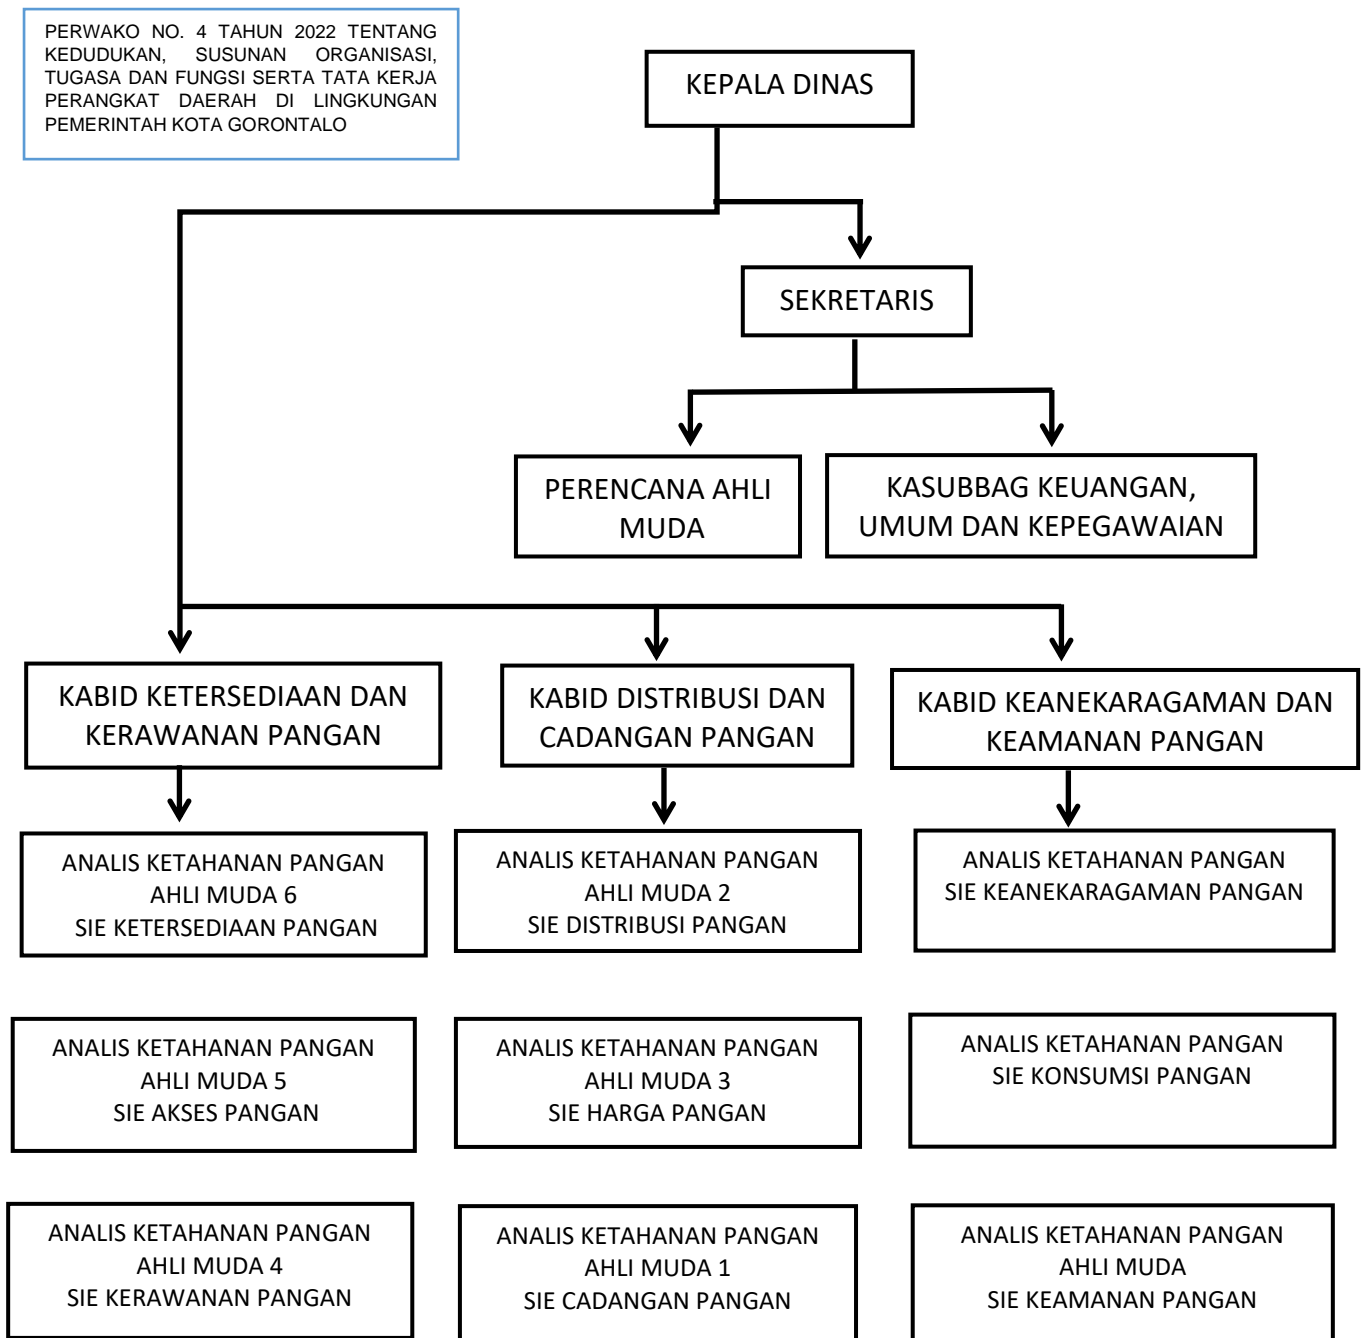 PERWAKO NO. 4 TAHUN 2022 TENTANG
KEDUDUKAN, SUSUNAN ORGANISASI,
TUGASA DAN FUNGSI SERTA TATA KERJA
PERANGKAT DAERAH DI LINGKUNGAN
PEMERINTAH KOTA GORONTALO
KEPALA DINAS
SEKRETARIS
PERENCANA AHLI
MUDA
KASUBBAG KEUANGAN,
UMUM DAN KEPEGAWAIAN
KABID KETERSEDIAAN DAN
KERAWANAN PANGAN
KABID DISTRIBUSI DAN
CADANGAN PANGAN
KABID KEANEKARAGAMAN DAN
KEAMANAN PANGAN
ANALIS KETAHANAN PANGAN
AHLI MUDA 6
SIE KETERSEDIAAN PANGAN
ANALIS KETAHANAN PANGAN
AHLI MUDA 2
SIE DISTRIBUSI PANGAN
ANALIS KETAHANAN PANGAN
SIE KEANEKARAGAMAN PANGAN
ANALIS KETAHANAN PANGAN
AHLI MUDA 5
SIE AKSES PANGAN
ANALIS KETAHANAN PANGAN
AHLI MUDA 3
SIE HARGA PANGAN
ANALIS KETAHANAN PANGAN
SIE KONSUMSI PANGAN
ANALIS KETAHANAN PANGAN
AHLI MUDA 4
SIE KERAWANAN PANGAN
ANALIS KETAHANAN PANGAN
AHLI MUDA 1
SIE CADANGAN PANGAN
ANALIS KETAHANAN PANGAN
AHLI MUDA
SIE KEAMANAN PANGAN